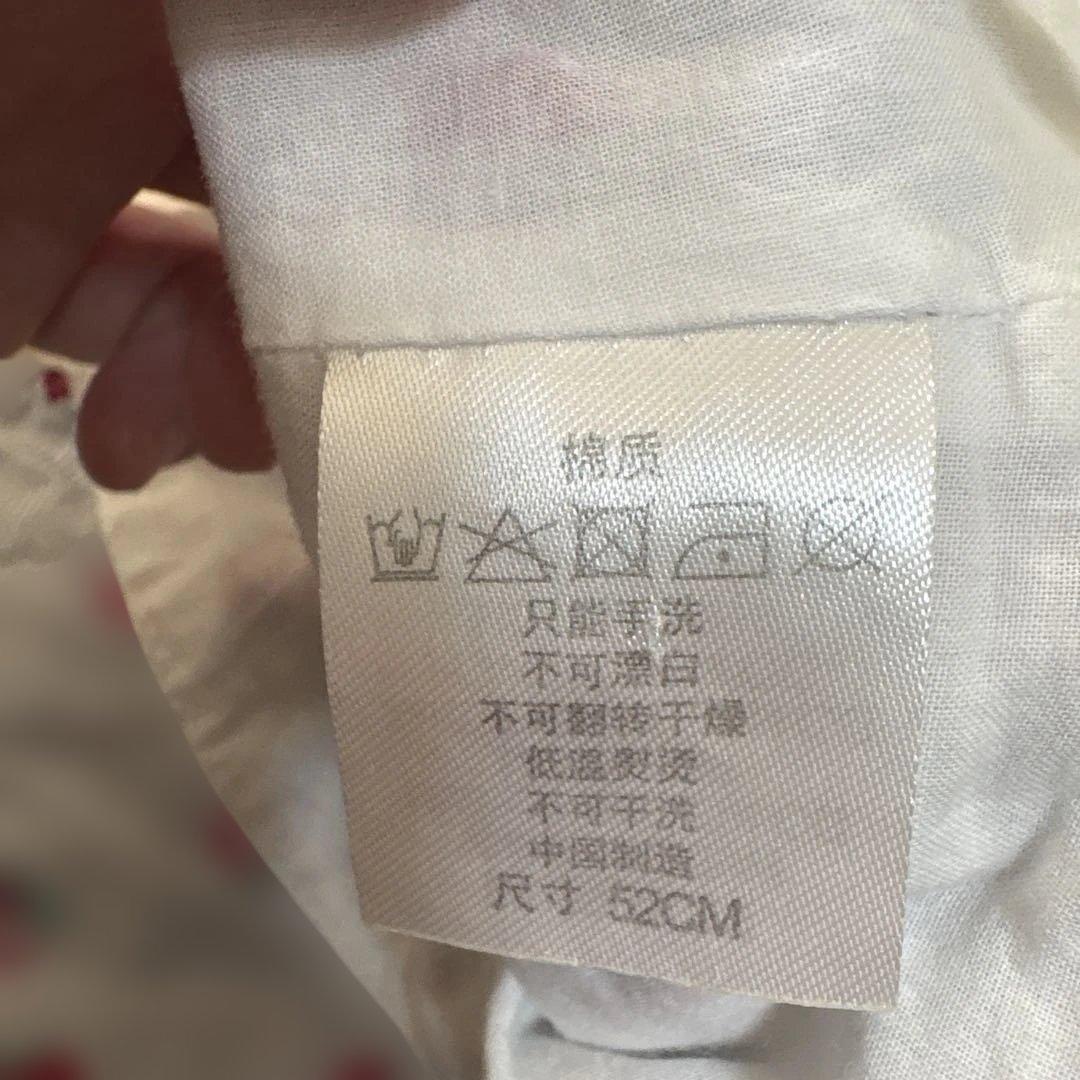 棉质
只能手洗
不可漂白
不可翻转干燥
低温熨烫
不可干洗
中国制造
尺寸 52CM